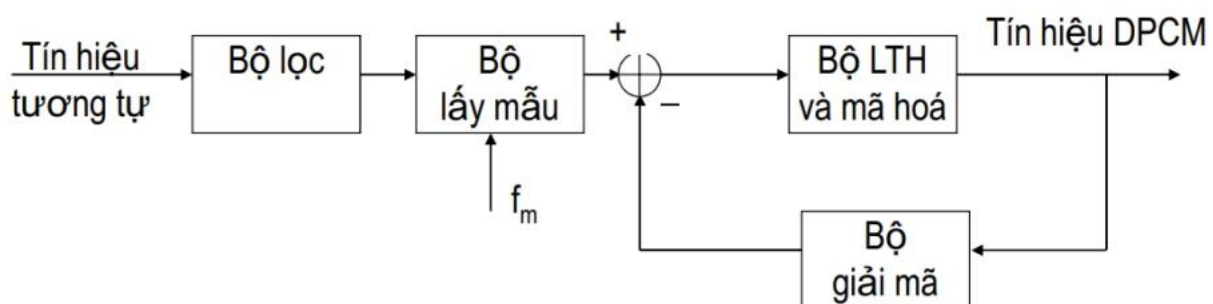 Tín hiệu
tương tự
Bộ lọc
Bộ
lấy mẫu
fm
+
−
Bộ LTH
và mã hoá
Tín hiệu DPCM
Bộ
giải mã